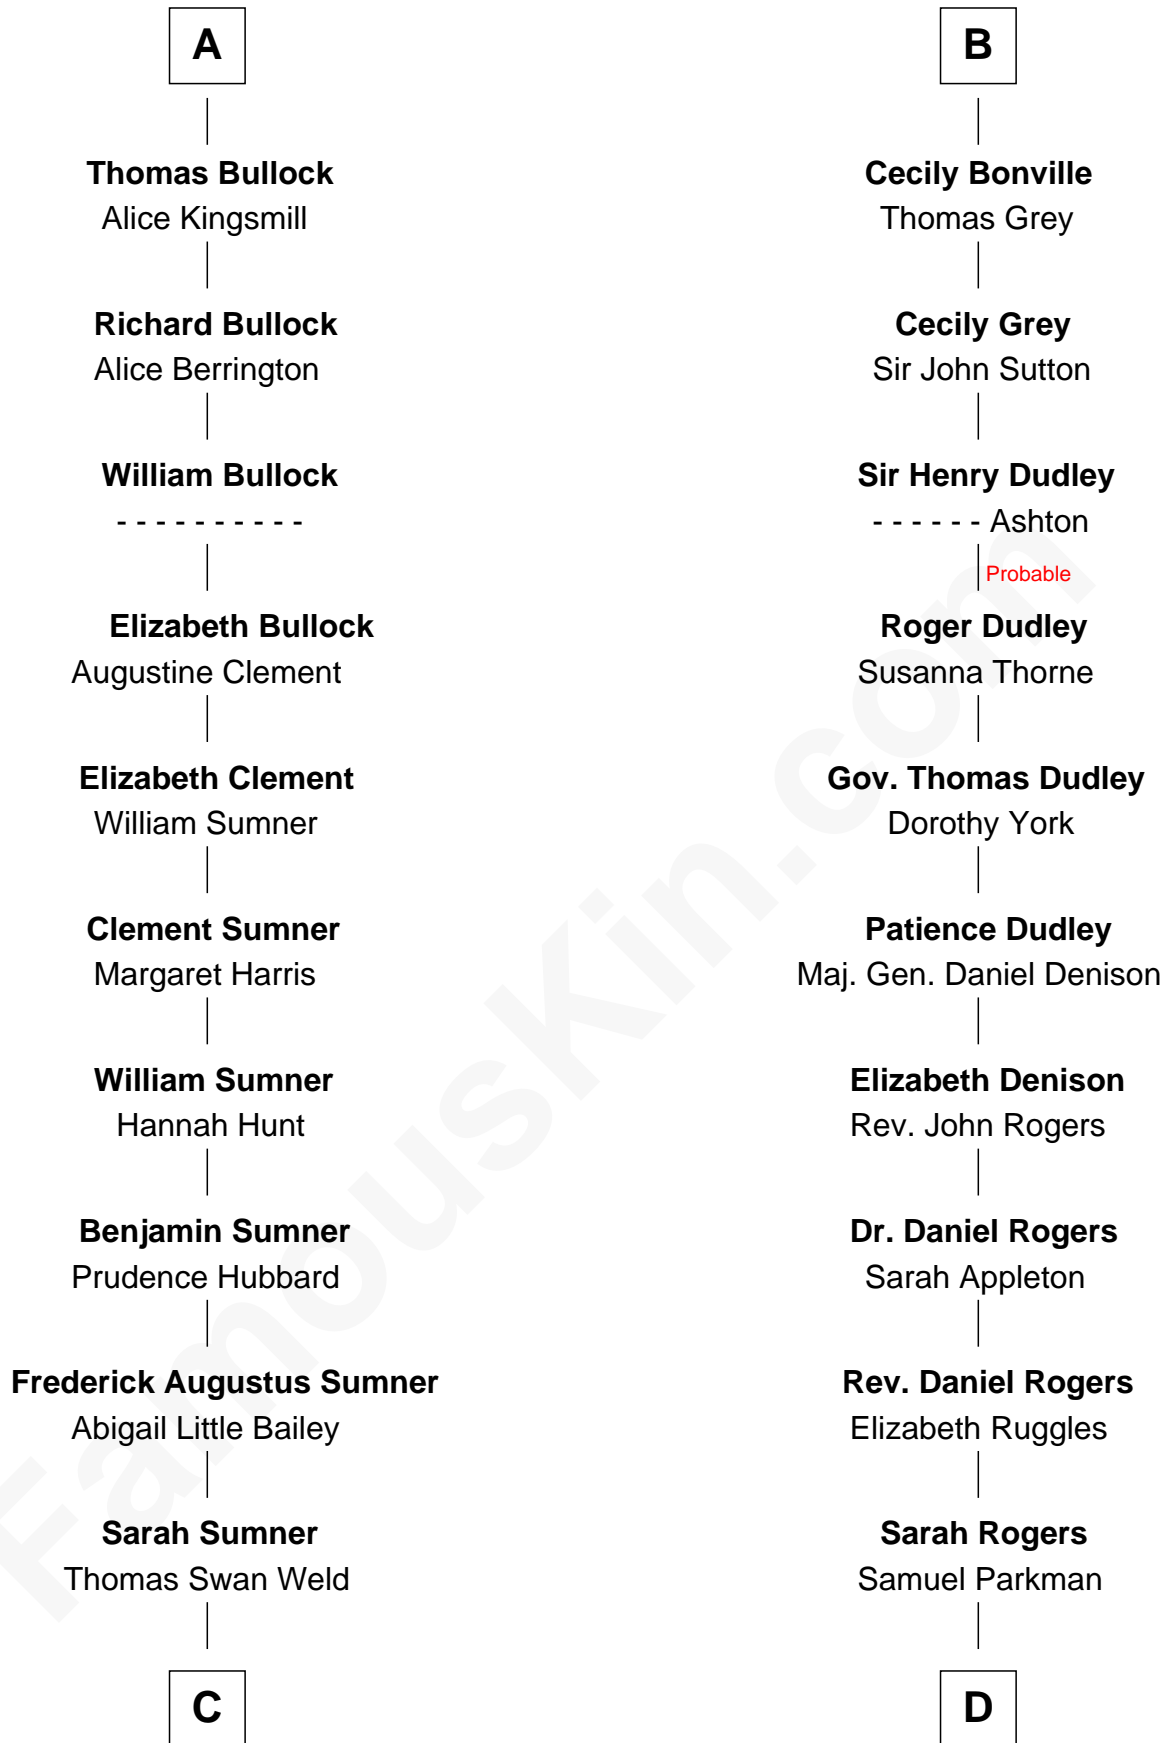 A
Thomas Bullock
Alice Kingsmill
Richard Bullock
Alice Berrington
William Bullock
- - - - - - - - - -
Elizabeth Bullock
Augustine Clement
Elizabeth Clement
William Sumner
Clement Sumner
Margaret Harris
William Sumner
Hannah Hunt
Benjamin Sumner
Prudence Hubbard
Frederick Augustus Sumner
Abigail Little Bailey
Sarah Sumner
Thomas Swan Weld
C
B
Cecily Bonville
Thomas Grey
Cecily Grey
Sir John Sutton
Sir Henry Dudley
- - - - - - Ashton
Probable
Roger Dudley
Susanna Thorne
Gov. Thomas Dudley
Dorothy York
Patience Dudley
Maj. Gen. Daniel Denison
Elizabeth Denison
Rev. John Rogers
Dr. Daniel Rogers
Sarah Appleton
Rev. Daniel Rogers
Elizabeth Ruggles
Sarah Rogers
Samuel Parkman
D
FamousKin.com